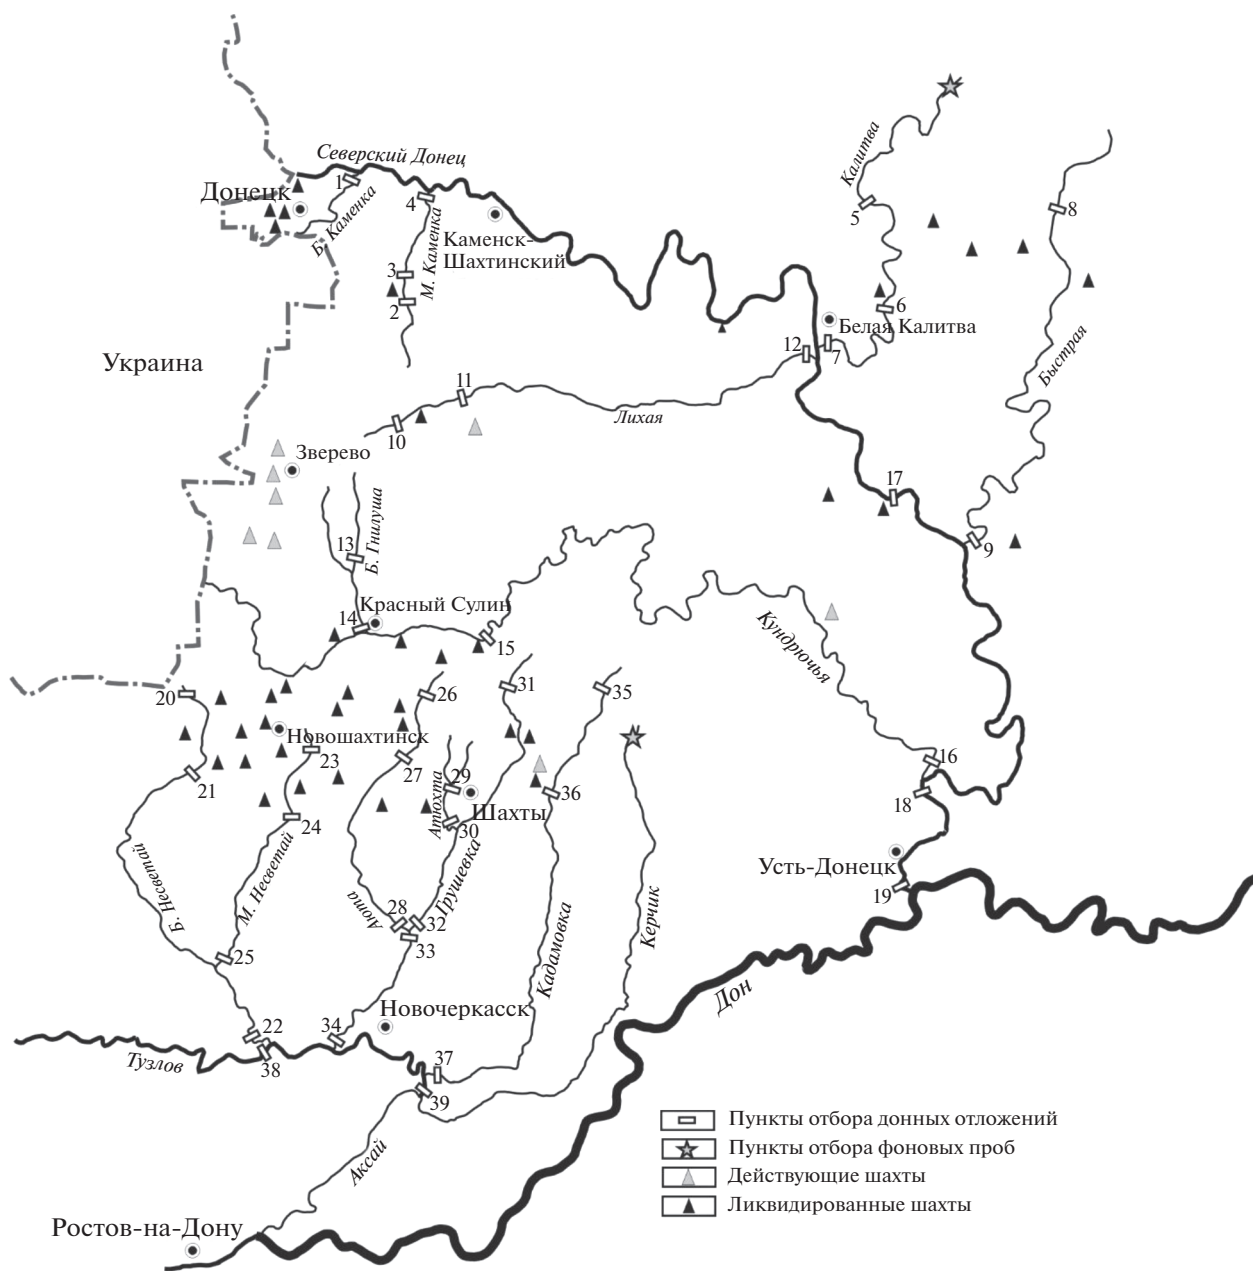 Северский Донец
Калитва
Донецк
1
Б. Каменка
4
М. Каменка
5
8
Каменск-
Шахтинский
3
2
6
Белая Калитва
12
7
Украина
Быстрая
11
10
Лихая
Зверево
17
9
Б. Гнилуша
13
Красный Сулин
14
15
Кундрючья
20
26
31
35
Новошахтинск
23
27
16
21
29
Атюхта
Шахты
36
18
24
30
Б. Несветай
М. Несветай
Аюта
Грушевка
Усть-Донецк
19
28
32
33
Кадамовка
Керчик
25
Дон
Новочеркасск
22
34
Тузлов
38
37
39
Аксай
Пункты отбора донных отложений
Пункты отбора фоновых проб
Действующие шахты
Ликвидированные шахты
Ростов-на-Дону